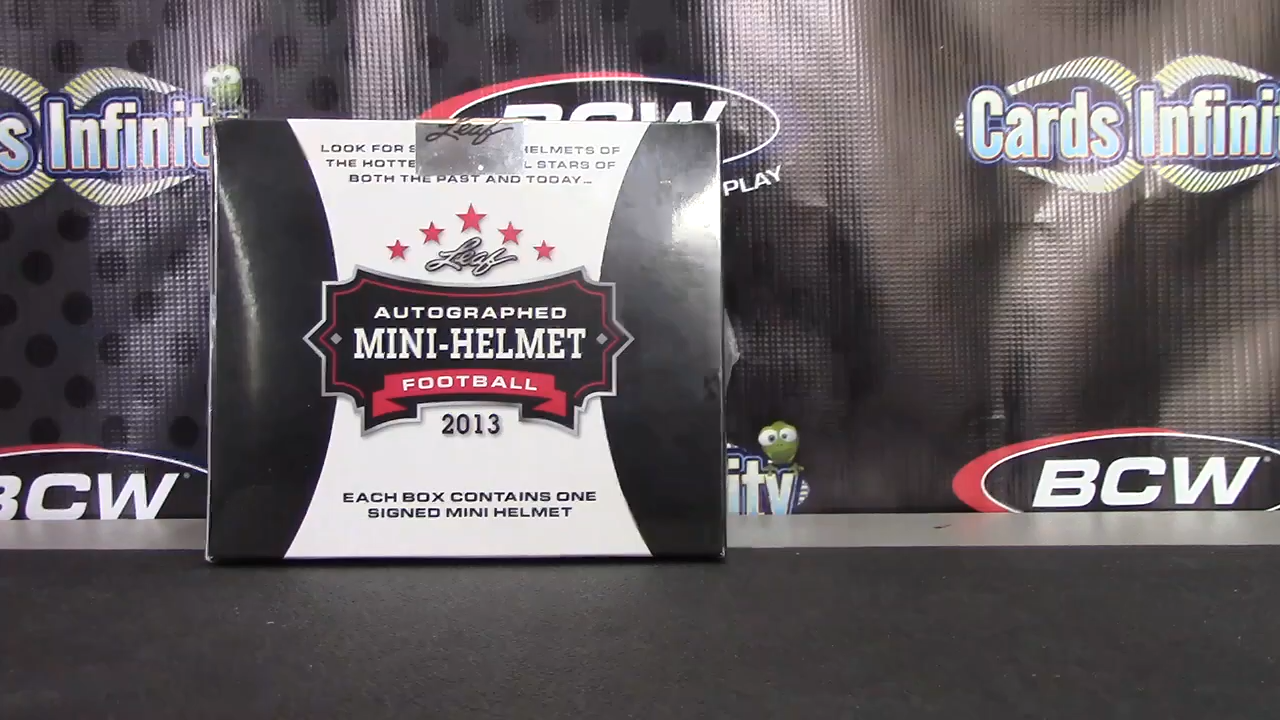 LOOK FOR S HELMETS OF
THE HOTTE L STARS OF
BOTH THE PAST AND TODAY...
Leaf
Leaf
AUTOGRAPHED
MINI-HELMET
FOOTBALL
2013
EACH BOX CONTAINS ONE
SIGNED MINI HELMET
s Infinit
BCW
PLAY
Cards Infini
BCW
ity
BCW